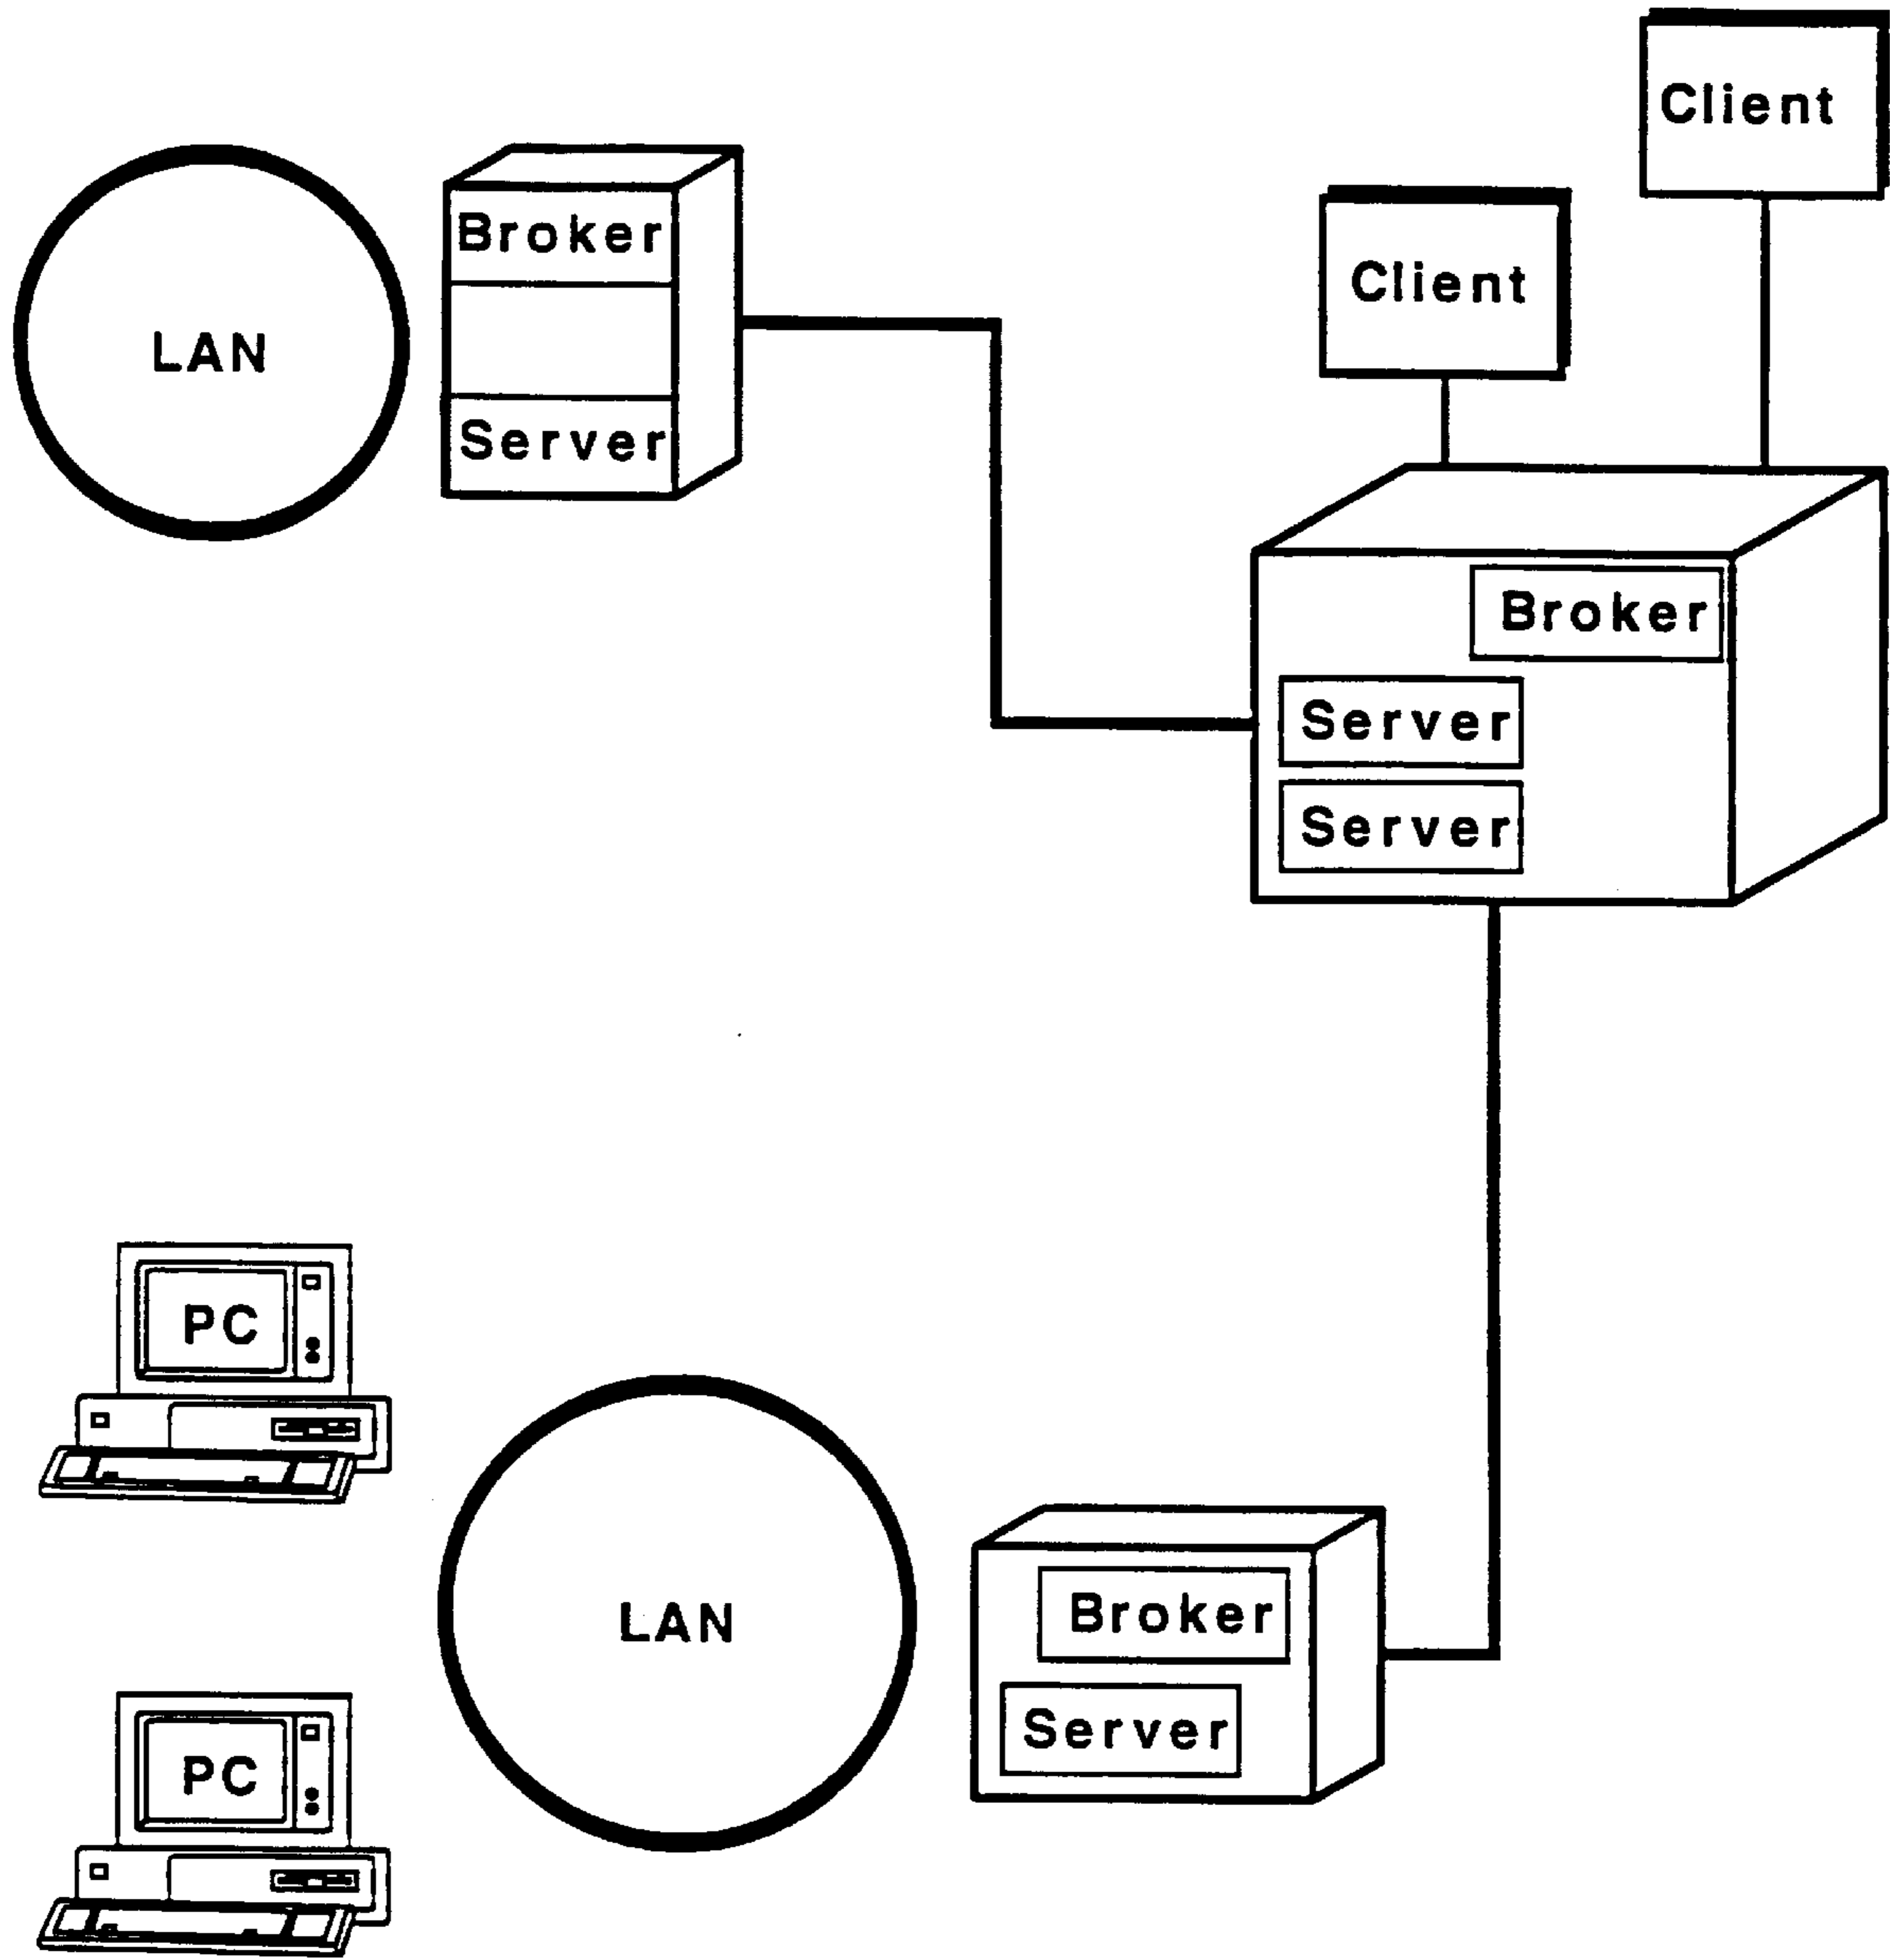 Client
Client
Broker
LAN
Server
Broker
Server
Server
PC
LAN
Broker
Server
PC